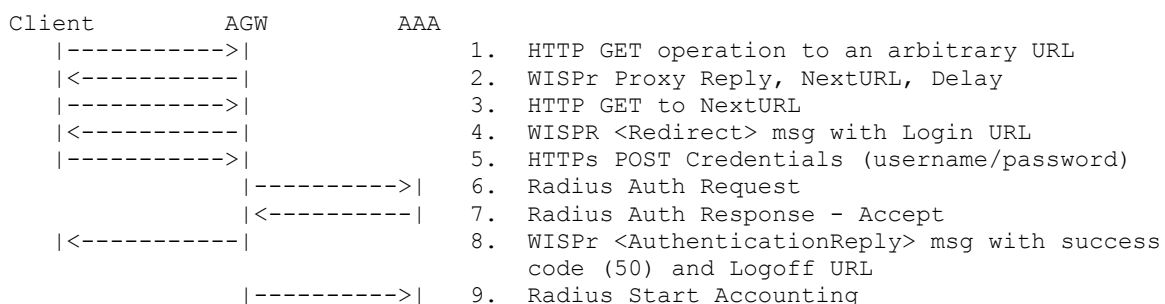 Client AGW AAA
|----------->| 1. HTTP GET operation to an arbitrary URL
|<-----------| 2. WISPr Proxy Reply, NextURL, Delay
|----------->| 3. HTTP GET to NextURL
|<-----------| 4. WISPR <Redirect> msg with Login URL
|----------->| 5. HTTPs POST Credentials (username/password)
|---------->| 6. Radius Auth Request
|<----------| 7. Radius Auth Response - Accept
|<-----------| 8. WISPr <AuthenticationReply> msg with success
code (50) and Logoff URL
|---------->| 9. Radius Start Accounting